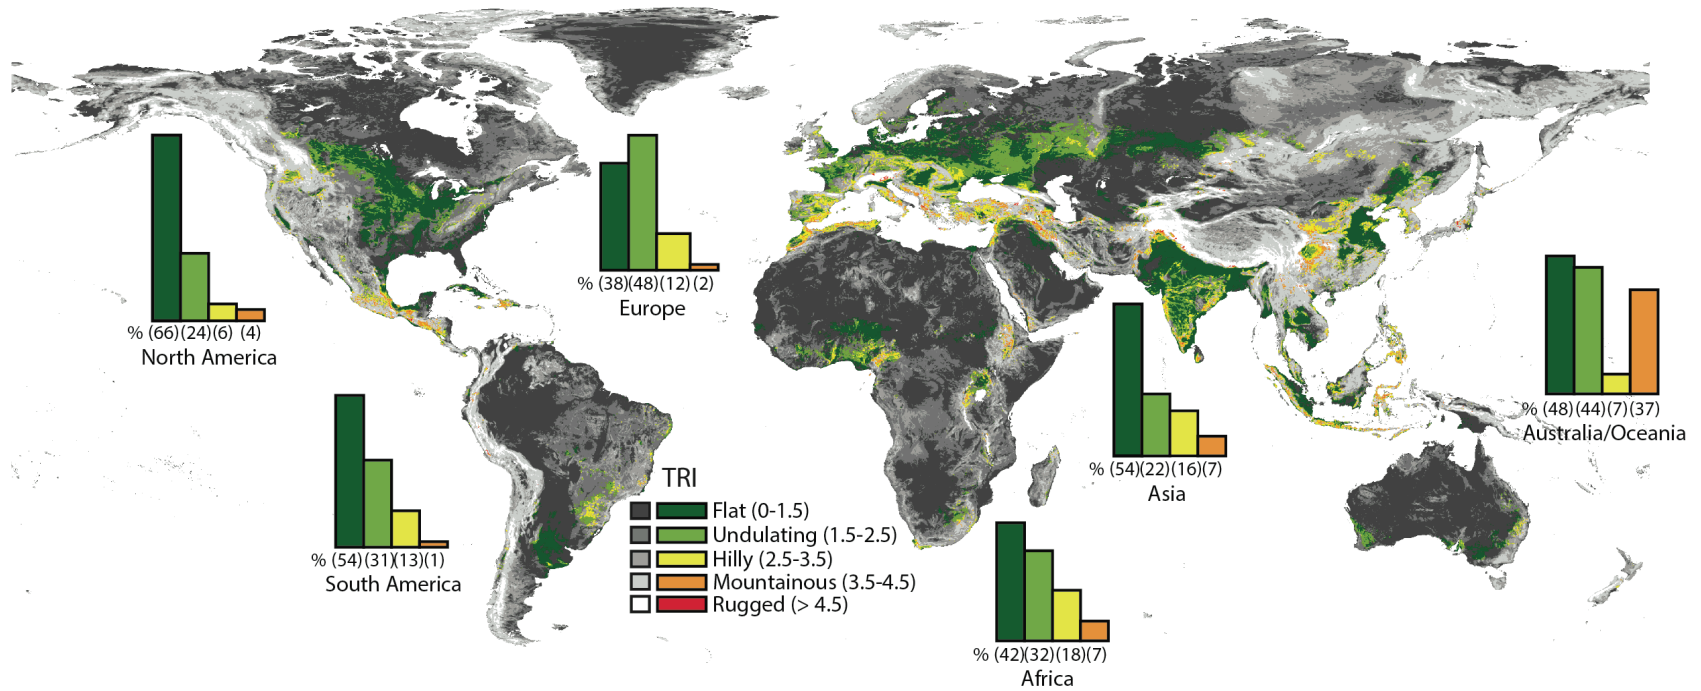 % (66)(24)(6) (4)
North America
% (38)(48)(12)(2)
Europe
% (54)(31)(13)(1)
South America
TRI
Flat (0-1.5)
Undulating (1.5-2.5)
Hilly (2.5-3.5)
Mountainous (3.5-4.5)
Rugged (> 4.5)
% (42)(32)(18)(7)
Africa
% (54)(22)(16)(7)
Asia
% (48)(44)(7)(37)
Australia/Oceania